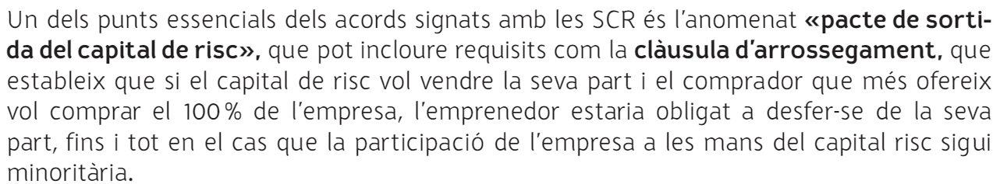 Un dels punts essencials dels acords signats amb les SCR és l’anomenat «pacte de sorti-
da del capital de risc», que pot incloure requisits com la clàusula d’arrossegament, que
estableix que si el capital de risc vol vendre la seva part i el comprador que més ofereix
vol comprar el 100 % de l’empresa, l’emprenedor estaria obligat a desfer-se de la seva
part, fins i tot en el cas que la participació de l’empresa a les mans del capital risc sigui
minoritària.